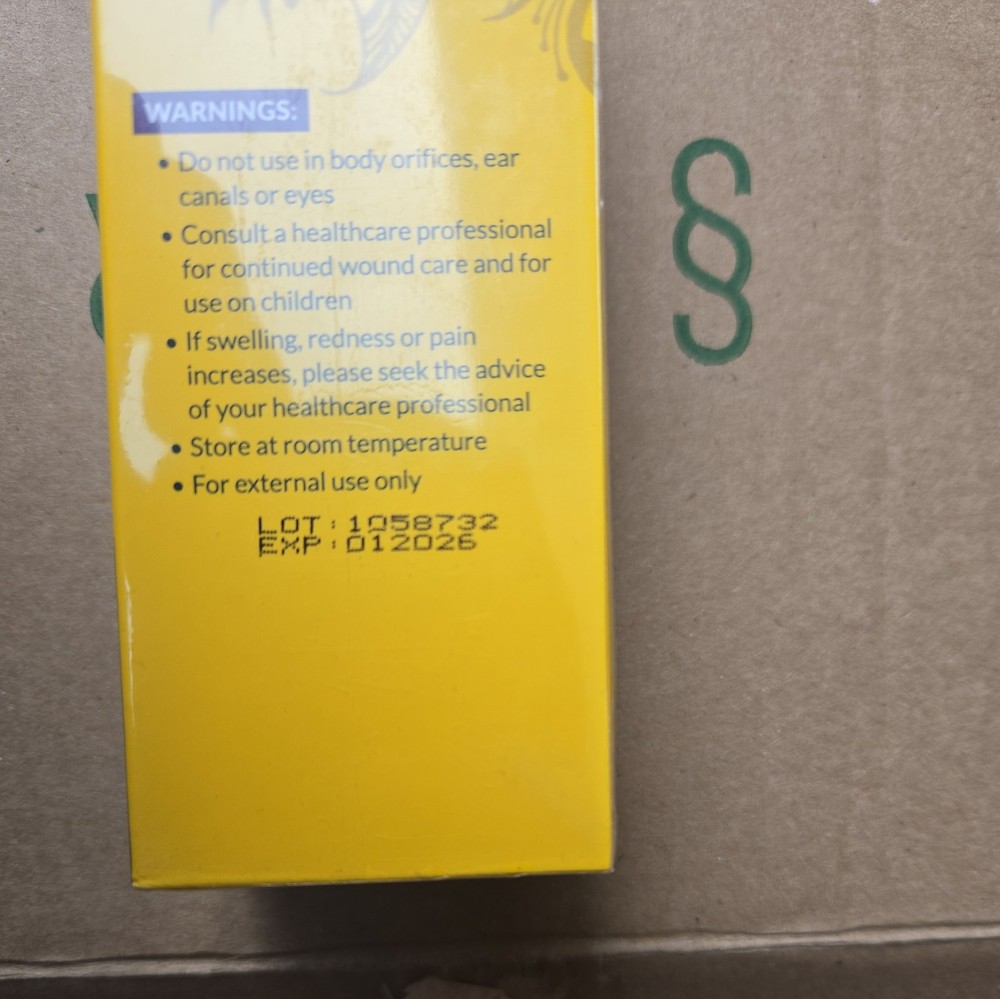 WARNINGS:
• Do not use in body orifices, ear
canals or eyes
• Consult a healthcare professional
for continued wound care and for
use on children
• If swelling, redness or pain
increases, please seek the advice
of your healthcare professional
• Store at room temperature
• For external use only
LOT: 1058732
EXP: 012026
§